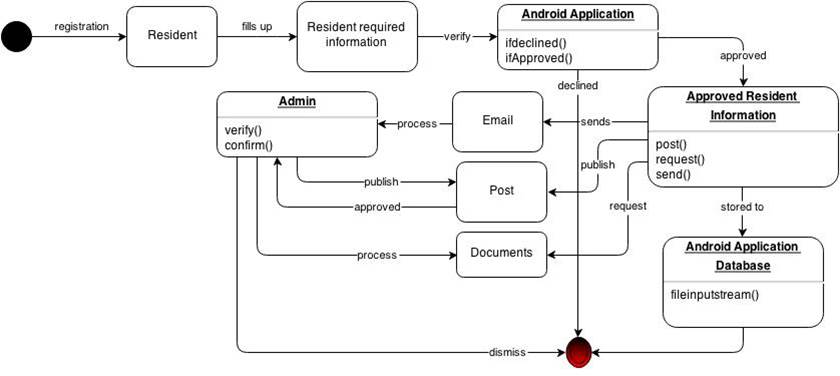 registration
Resident
fills up
Resident required
information
verify
Android Application
ifdeclined()
ifApproved()
approved
declined
Admin
verify()
confirm()
process
Email
sends
Approved Resident
Information
post()
request()
send()
publish
Post
publish
approved
request
stored to
process
Documents
Android Application
Database
fileinputstream()
dismiss